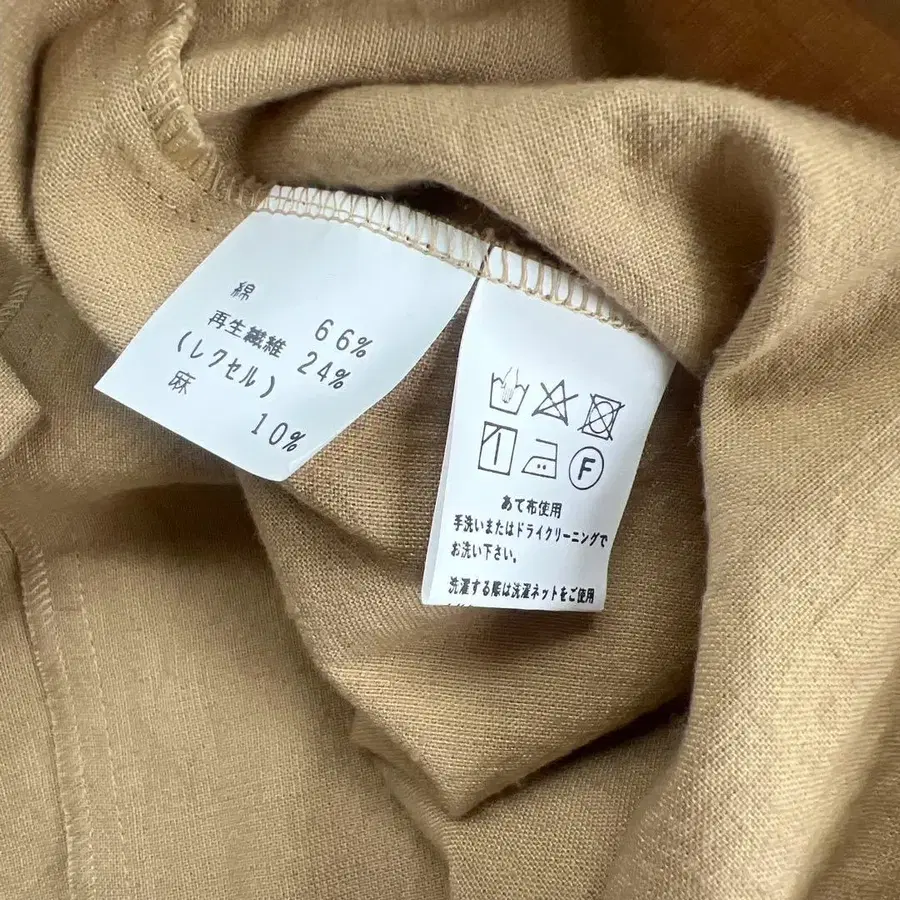 綿 66%
再生繊維 24%
(レクセル)
麻 10%
F
あて布使用
手洗いまたはドライクリーニングで
お洗い下さい。
洗濯する際は洗濯ネットをご使用